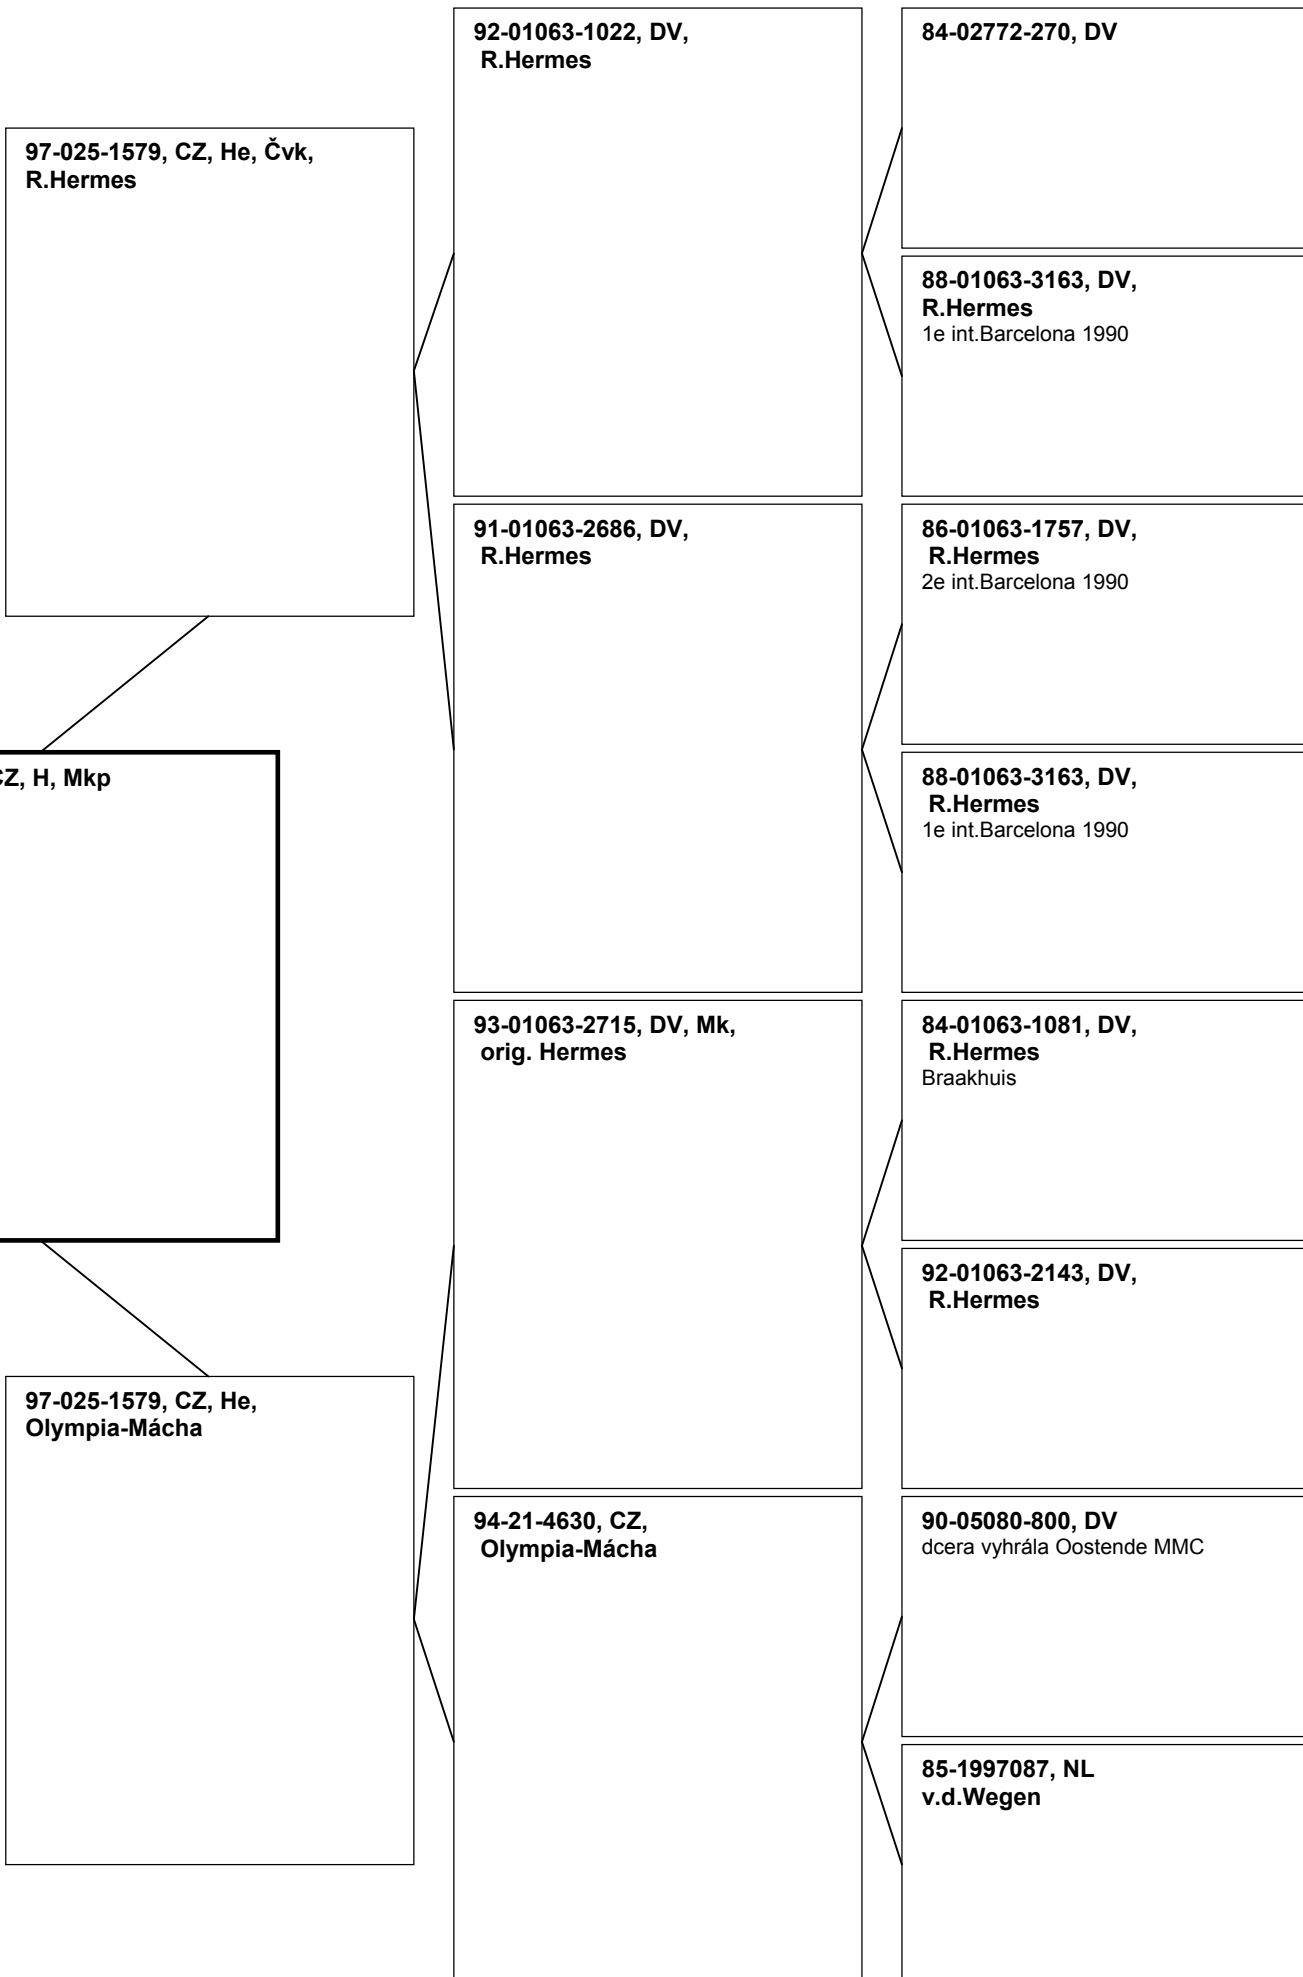 92-01063-1022, DV,
R.Hermes
84-02772-270, DV
97-025-1579, CZ, He, Čvk,
R.Hermes
88-01063-3163, DV,
R.Hermes
1e int.Barcelona 1990
91-01063-2686, DV,
R.Hermes
86-01063-1757, DV,
R.Hermes
2e int.Barcelona 1990
CZ, H, Mkp
88-01063-3163, DV,
R.Hermes
1e int.Barcelona 1990
93-01063-2715, DV, Mk,
orig. Hermes
84-01063-1081, DV,
R.Hermes
Braakhuis
92-01063-2143, DV,
R.Hermes
97-025-1579, CZ, He,
Olympia-Mácha
94-21-4630, CZ,
Olympia-Mácha
90-05080-800, DV
dcera vyhrála Oostende MMC
85-1997087, NL
v.d.Wegen